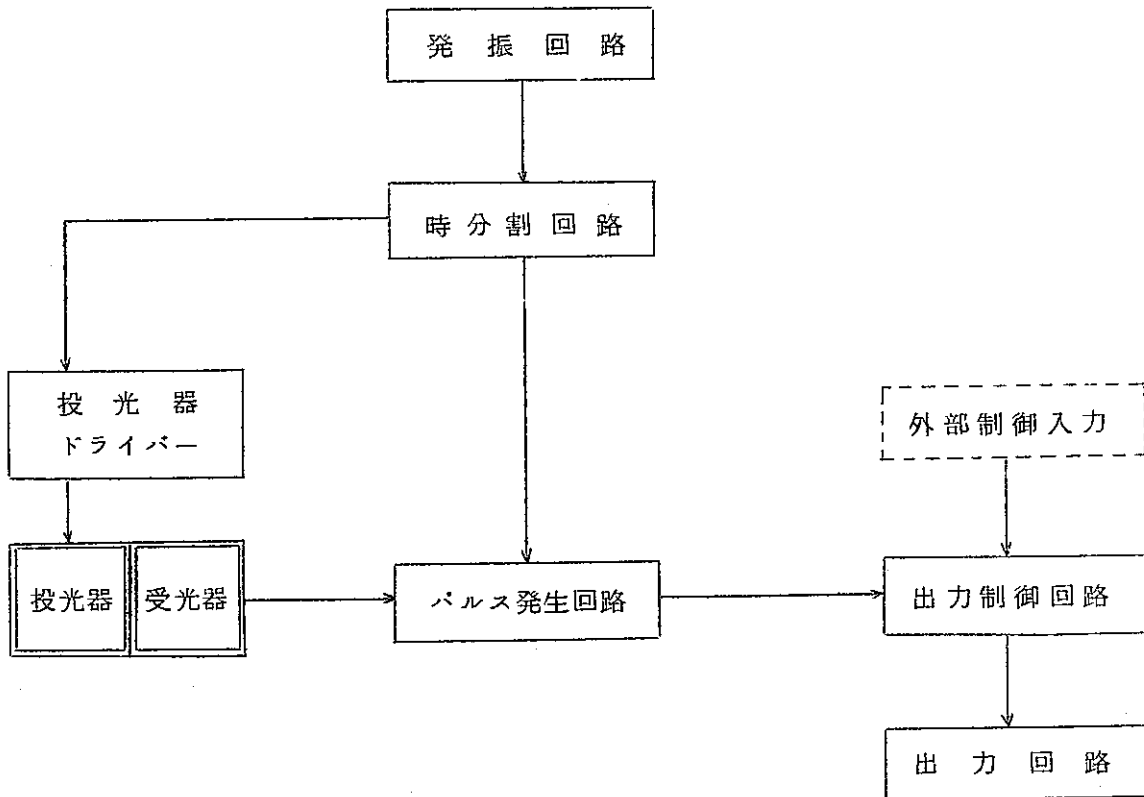 発振回路
時分割回路
投光器
ドライバー
外部制御入力
投光器
受光器
パルス発生回路
出力制御回路
出力回路